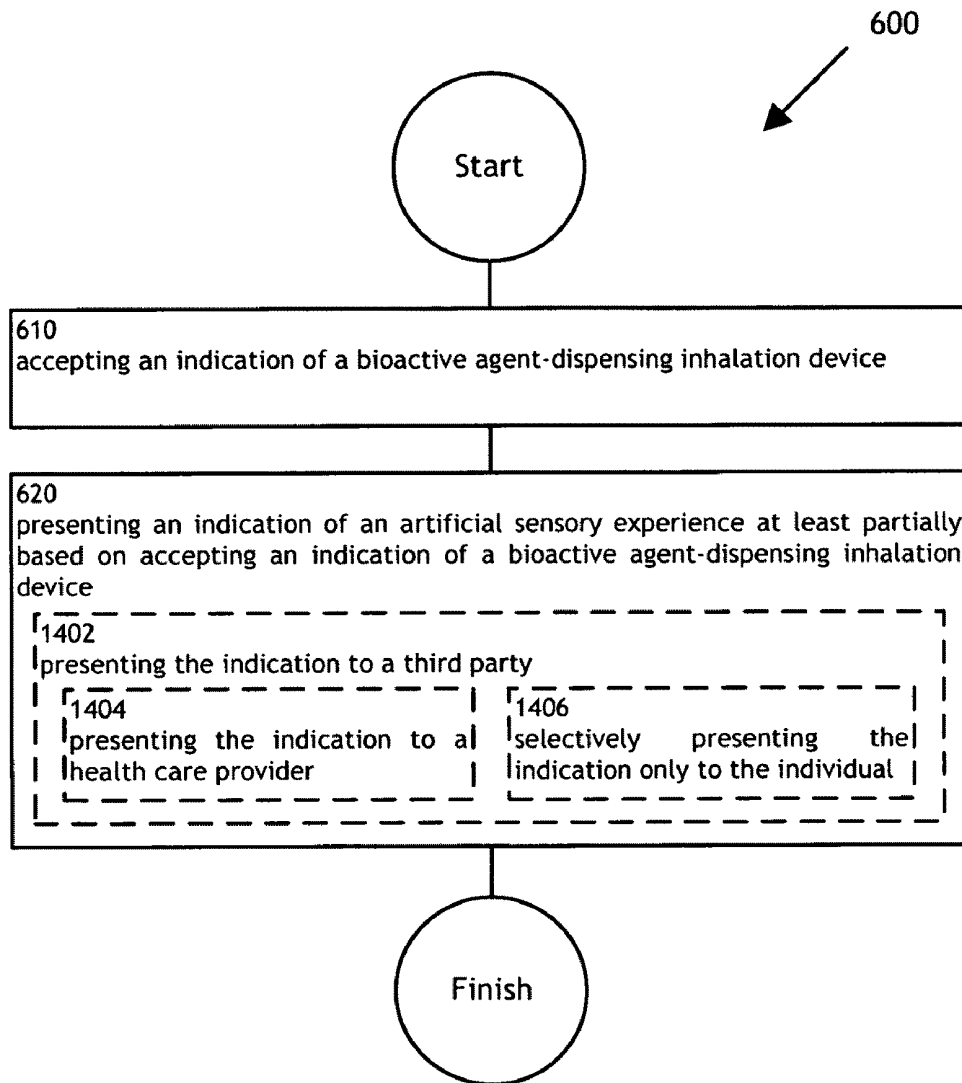 600
Start
610
accepting an indication of a bioactive agent-dispensing inhalation device
620
presenting an indication of an artificial sensory experience at least partially
based on accepting an indication of a bioactive agent-dispensing inhalation
device
1402
presenting the indication to a third party
1404
presenting the indication to a
health care provider
1406
selectively presenting the
indication only to the individual
Finish